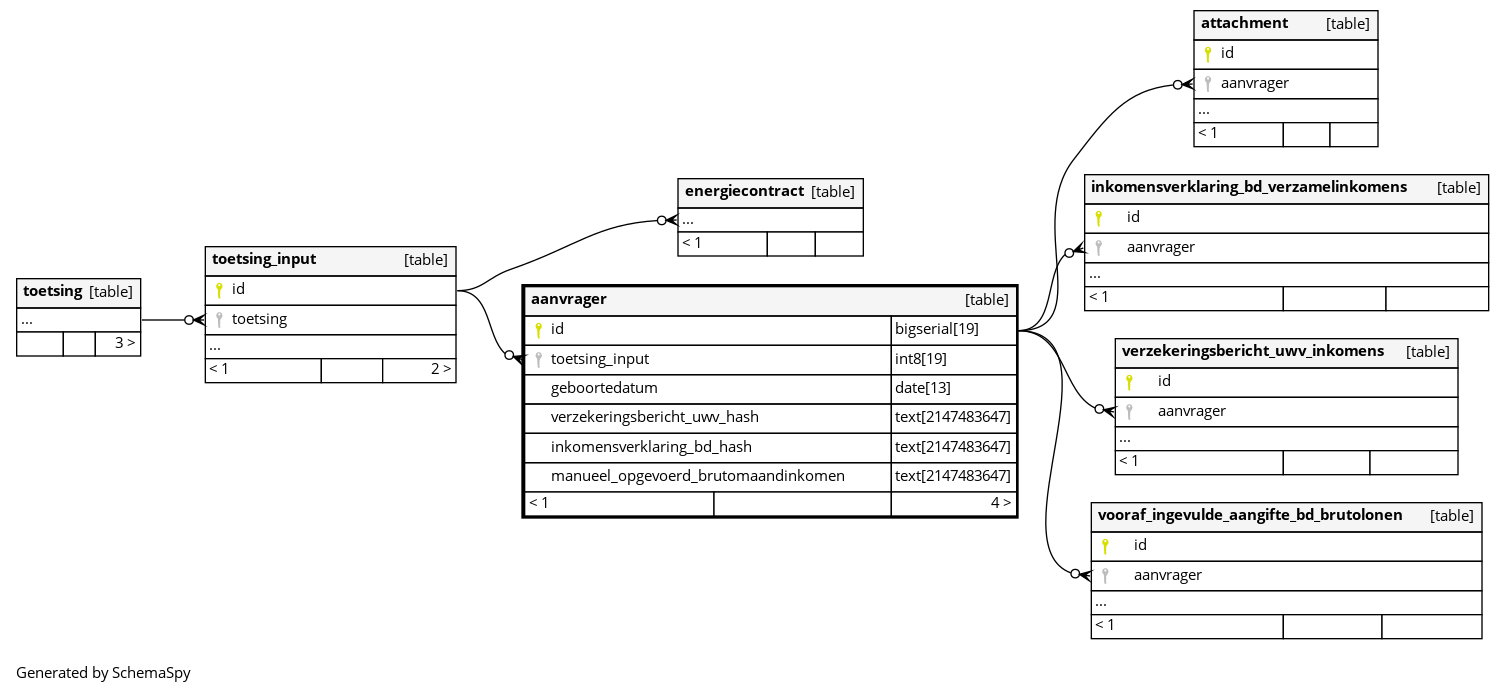 toetsing [table]
...
3 >
toetsing_input [table]
id
toetsing
...
< 1 2 >
energiecontract [table]
...
< 1
aanvrager [table]
id bigserial[19]
toetsing_input int8[19]
geboortedatum date[13]
verzekeringsbericht_uwv_hash text[2147483647]
inkomensverklaring_bd_hash text[2147483647]
manueel_opgevoerd_brutomaandinkomen text[2147483647]
< 1 4 >
attachment [table]
id
aanvrager
...
< 1
inkomensverklaring_bd_verzamelinkomens [table]
id
aanvrager
...
< 1
verzekeringsbericht_uwv_inkomens [table]
id
aanvrager
...
< 1
vooraf_ingevulde_aangifte_bd_brutolonen [table]
id
aanvrager
...
< 1
Generated by SchemaSpy